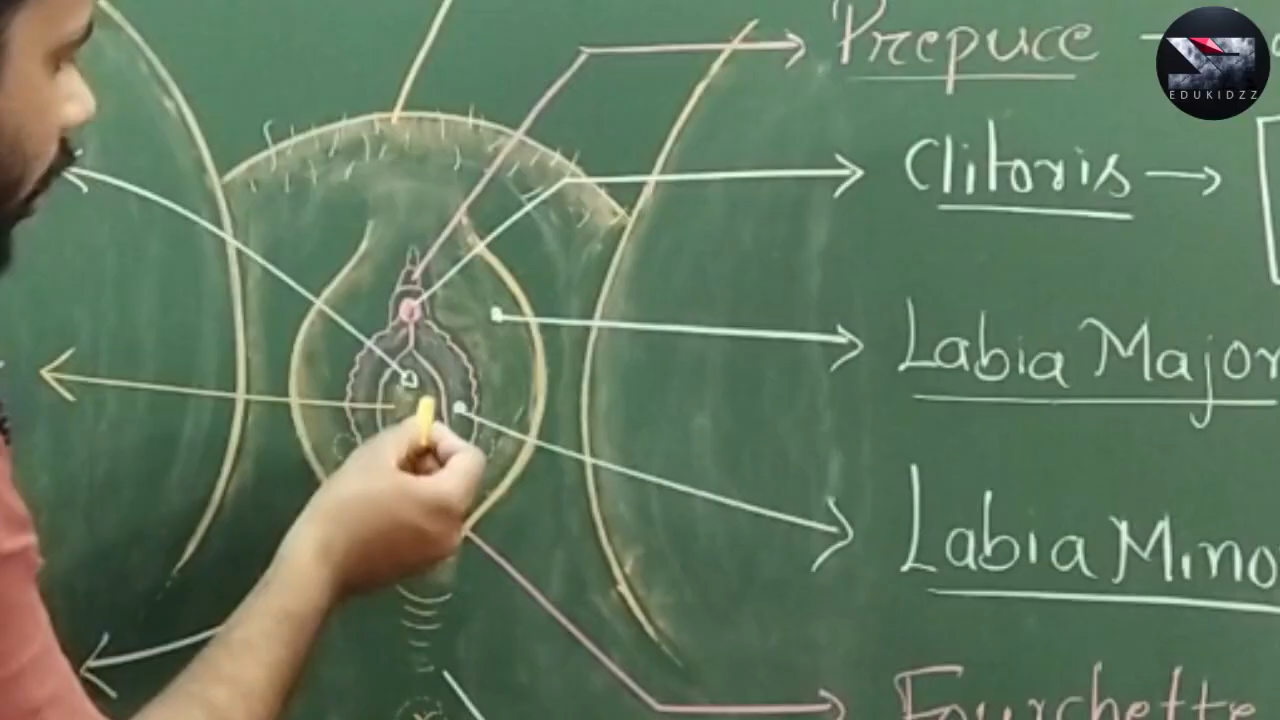 Prepuce →
EDUKIDZZ
Clitoris →
Labia Major
Labia Mino
Fourchette